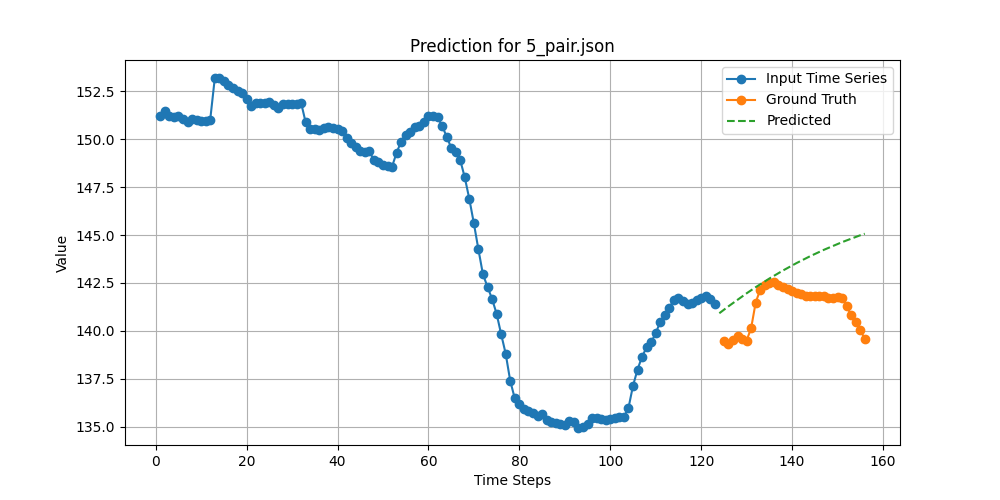 Prediction for 5_pair.json
Input Time Series
Ground Truth
Predicted
Value
152.5
150.0
147.5
145.0
142.5
140.0
137.5
135.0
0 20 40 60 80 100 120 140 160
Time Steps